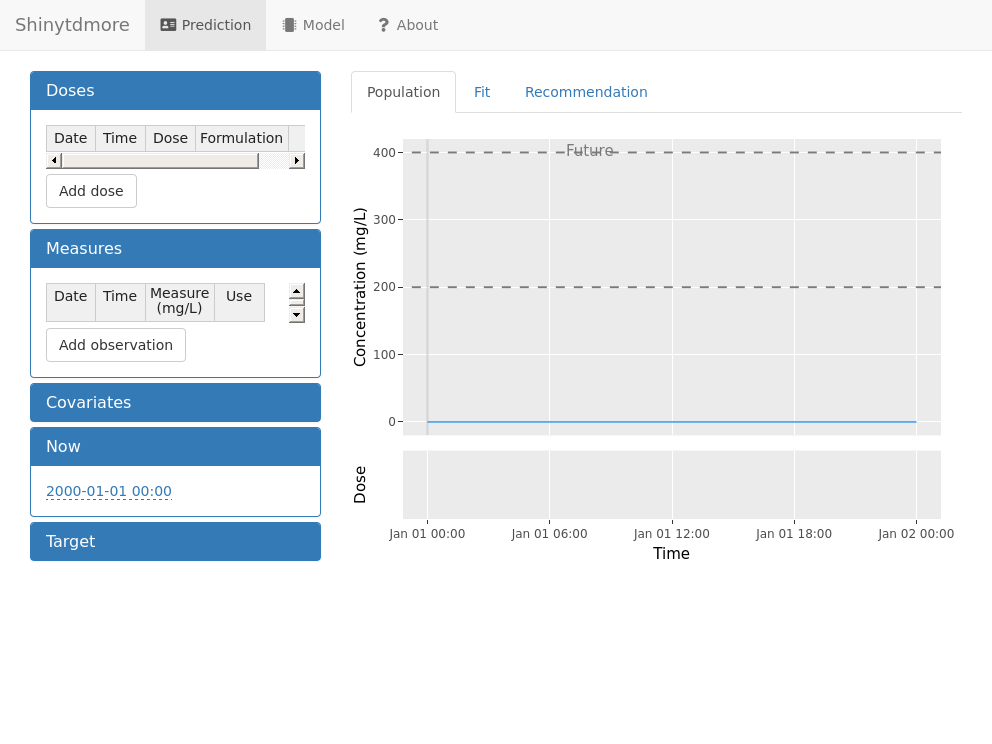 Shinytdmore Prediction Model ? About
Doses
Date Time Dose Formulation
Add dose
Measures
Date Time Measure (mg/L) Use
Add observation
Covariates
Now
2000-01-01 00:00
Target
Population Fit Recommendation
Future
Concentration (mg/L)
400
300
200
100
0
Dose
Jan 01 00:00 Jan 01 06:00 Jan 01 12:00 Jan 01 18:00 Jan 02 00:00
Time